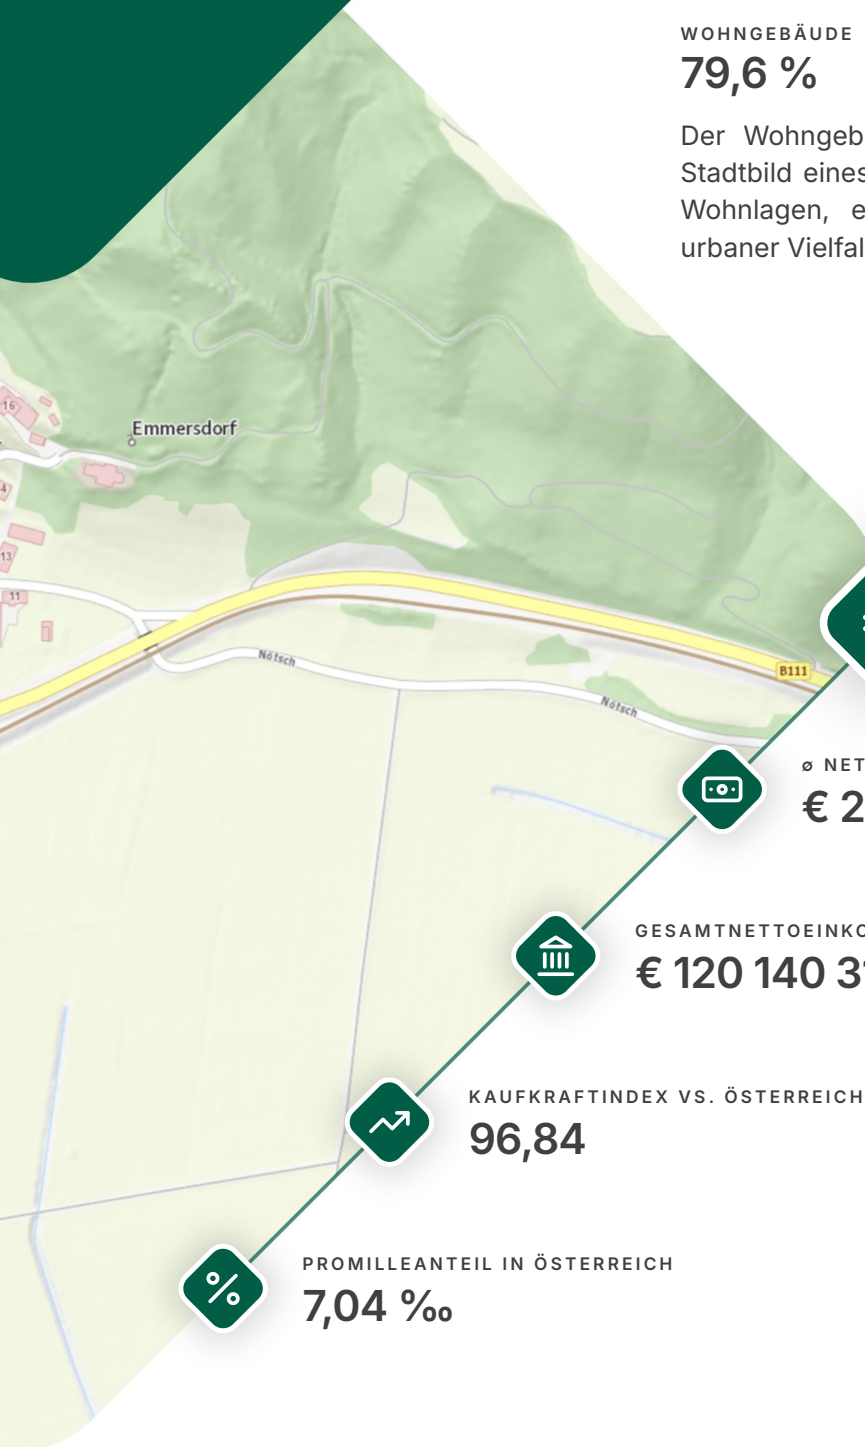 WOHNGEBÄUDE
79,6 %
Der Wohngeb
Stadtbild eines
Wohnlagen, e
urbaner Vielfal
16
Emmersdorf
4
13
11
Nötsch
B111
Nötsch
ø NET
€ 2
GESAMTNETTOEINKO
€ 120 140 31
KAUFKRAFTINDEX VS. ÖSTERREICH
96,84
PROMILLEANTEIL IN ÖSTERREICH
7,04 ‰